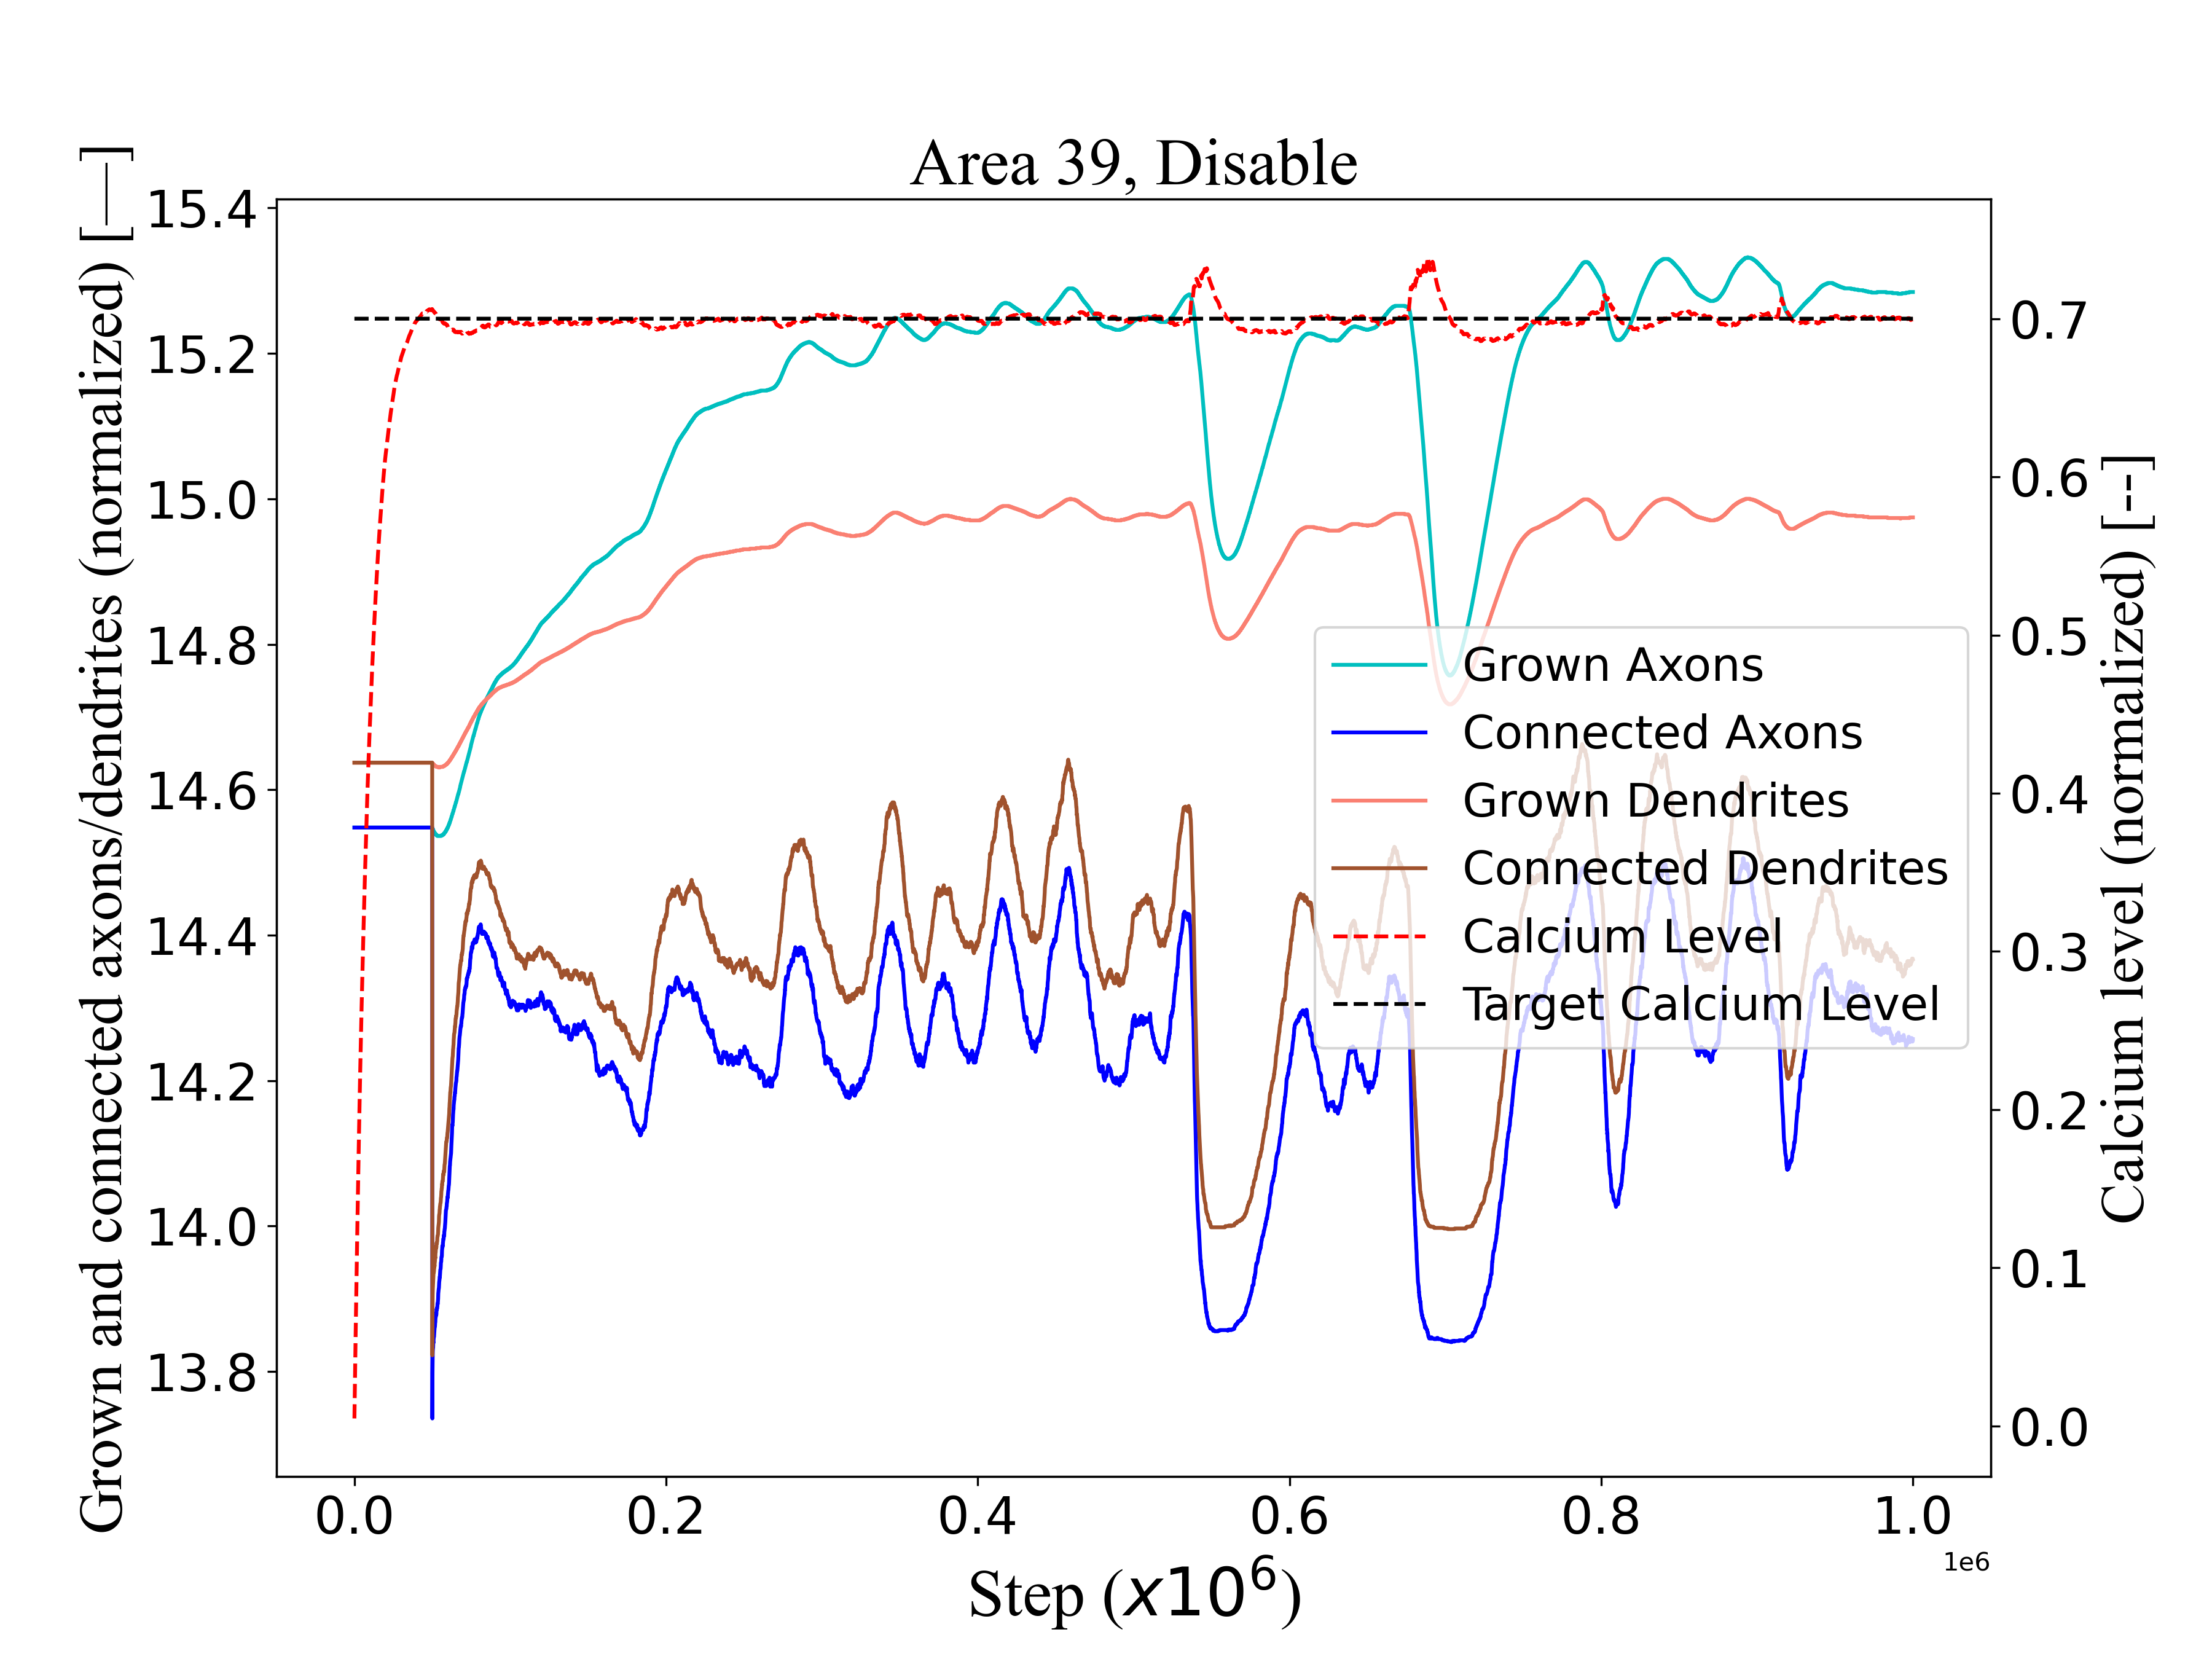 Area 39, Disable
Grown and connected axons/dendrites (normalized) [—]
15.4
15.2
15.0
14.8
14.6
14.4
14.2
14.0
13.8
Grown Axons
Connected Axons
Grown Dendrites
Connected Dendrites
Calcium Level
Target Calcium Level
0.7
0.6
0.5
0.4
0.3
0.2
0.1
0.0
Calcium level (normalized) [--]
0.0 0.2 0.4 0.6 0.8 1.0
1e6
Step (x10⁶)